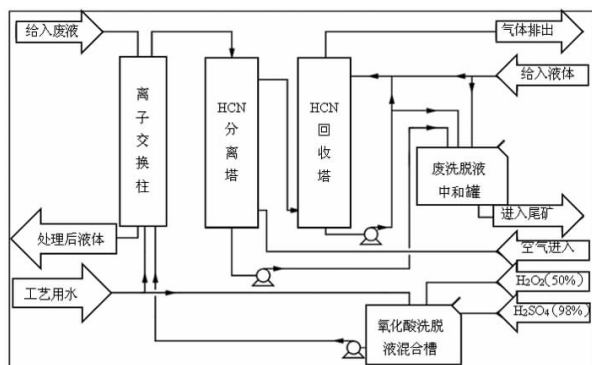 给入废液
气体排出
给入液体
离子交换柱
HCN
分离塔
HCN
回收塔
废洗脱液
中和罐
进入尾矿
处理后液体
空气进入
工艺用水
H₂O₂(50%)
H₂SO₄(98%)
氧化酸洗脱
液混合槽